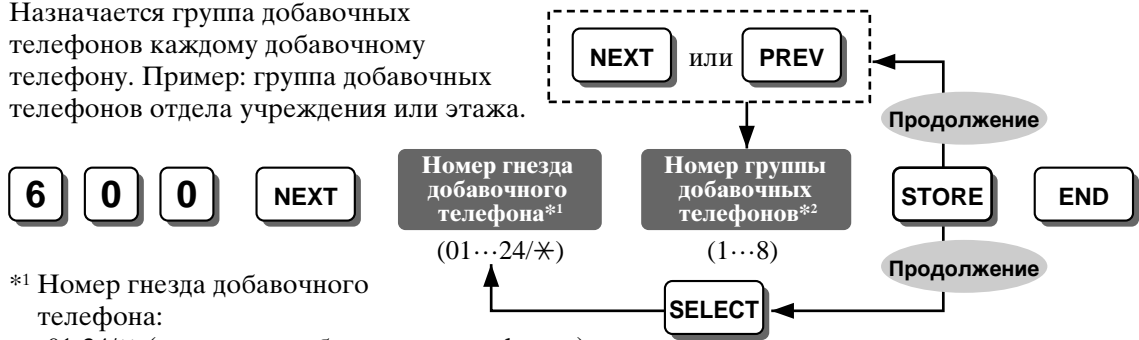 Назначается группа добавочных
телефонов каждому добавочному
телефону. Пример: группа добавочных
телефонов отдела учреждения или этажа.
NEXT или PREV
Продолжение
6 0 0 NEXT
Номер гнезда
добавочного
телефона*1
(01···24/✳)
Номер группы
добавочных
телефонов*2
(1···8)
STORE
END
Продолжение
SELECT
*1 Номер гнезда добавочного
телефона: